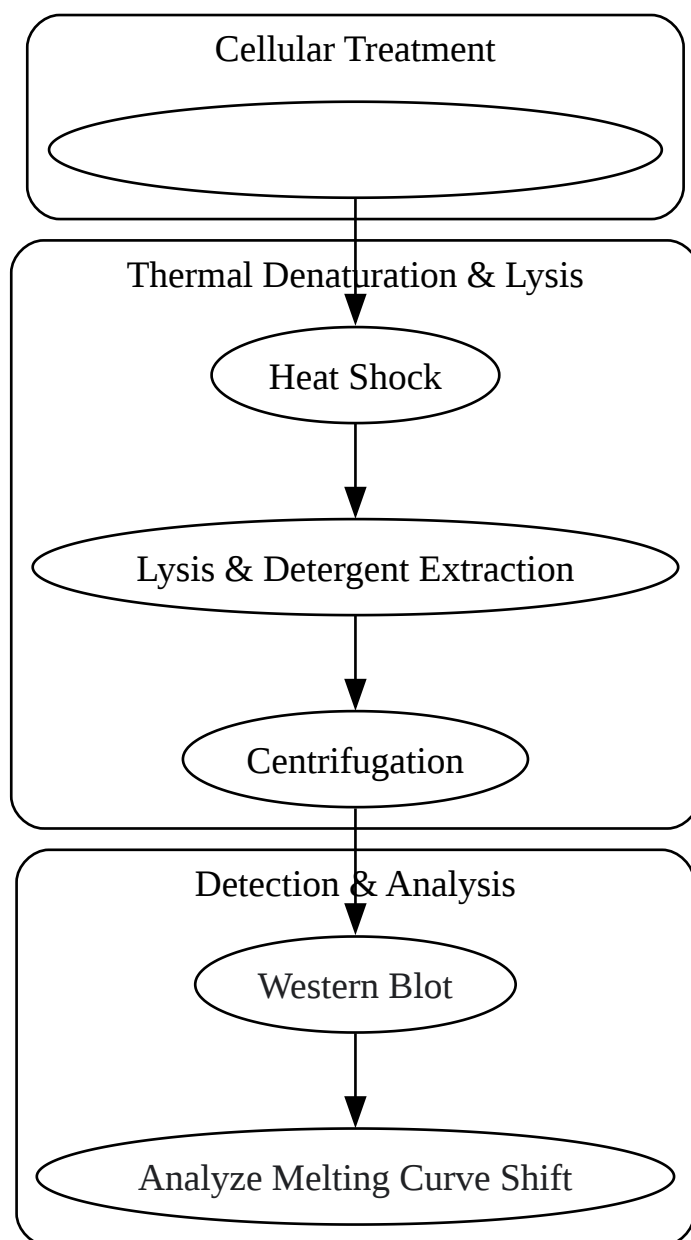 Cellular Treatment
Thermal Denaturation & Lysis
Heat Shock
Lysis & Detergent Extraction
Centrifugation
Detection & Analysis
Western Blot
Analyze Melting Curve Shift